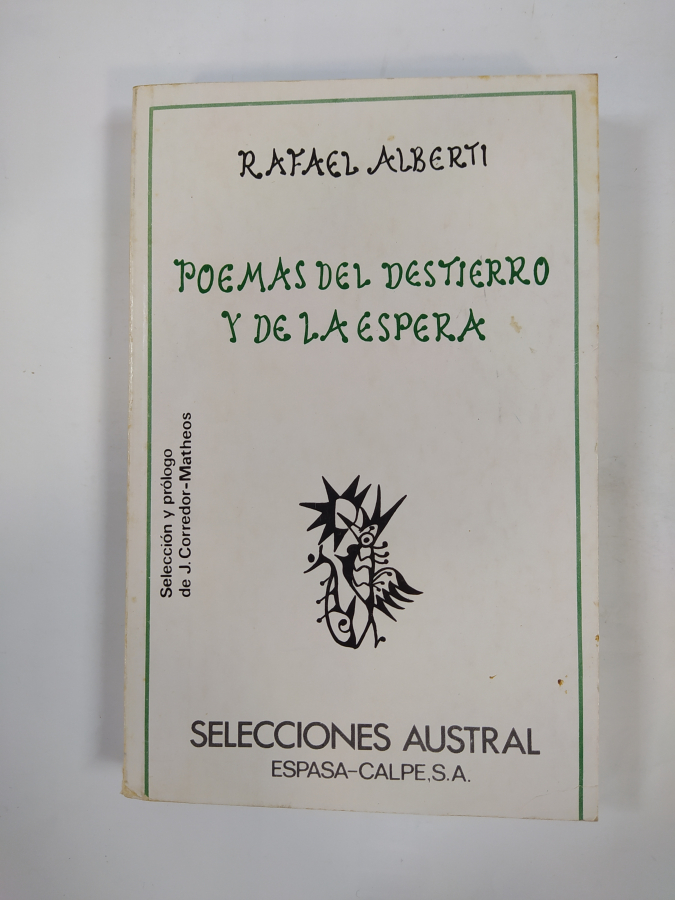 RAFAEL ALBERTI
POEMAS DEL DESTIERRO
Y DE LA ESPERA
Selección y prólogo
de J. Corredor-Matheos
SELECCIONES AUSTRAL
ESPASA-CALPE, S.A.